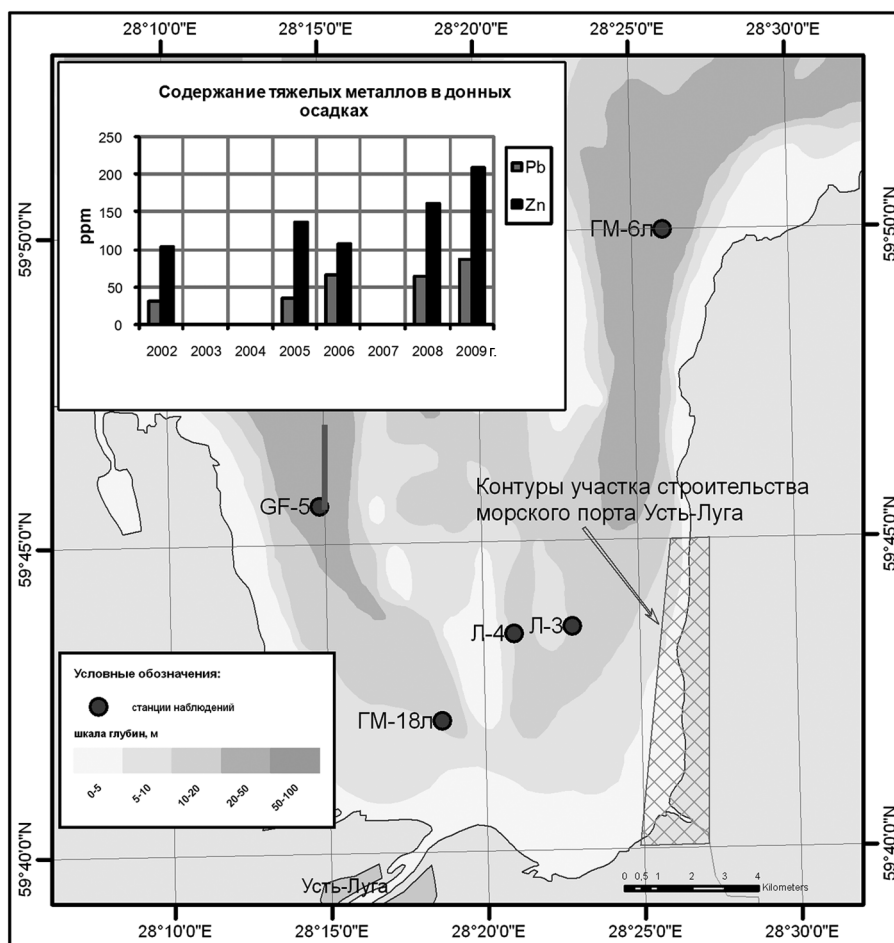 28°10'0"E 28°15'0"E 28°20'0"E 28°25'0"E 28°30'0"E
Содержание тяжелых металлов в донных
осадках
250
200
150
100
50
0
ppm
Pb
Zn
2002 2003 2004 2005 2006 2007 2008 2009 г.
59°50'0"N
59°50'0"N
ГМ-6л
GF-5
Контуры участка строительства
морского порта Усть-Луга
59°45'0"N
59°45'0"N
Л-4
Л-3
ГМ-18л
Условные обозначения:
станции наблюдений
шкала глубин, м
0-5 5-10 10-20 20-50 50-100
59°40'0"N
59°40'0"N
Усть-Луга
0 0,5 1 2 3 4
Kilometers
28°10'0"E 28°15'0"E 28°20'0"E 28°25'0"E 28°30'0"E